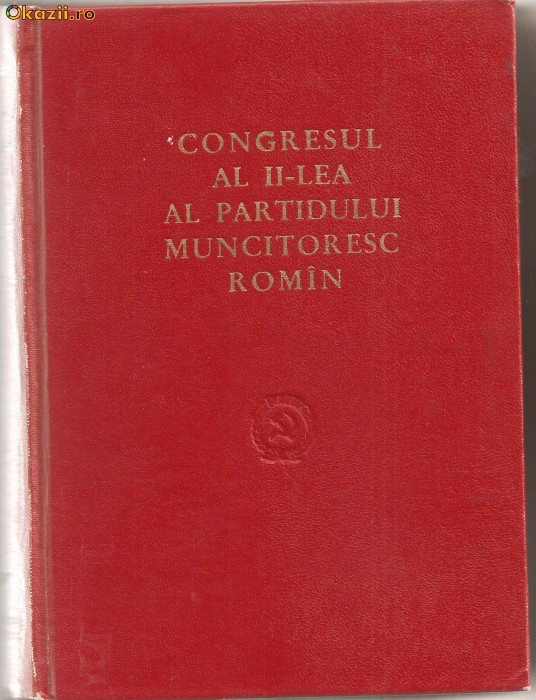 Okazii.ro
CONGRESUL
AL II-LEA
AL PARTIDULUI
MUNCITORESC
ROMÎN